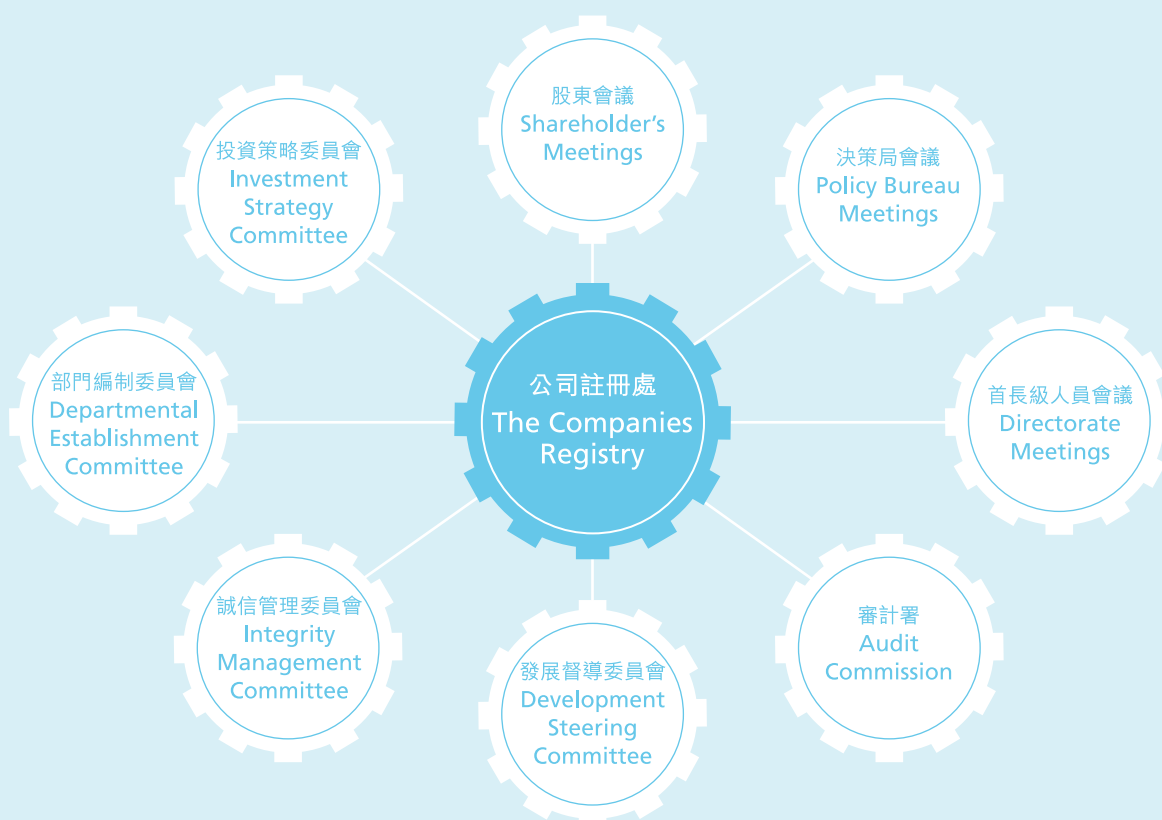 股東會議
Shareholder's
Meetings
投資策略委員會
Investment
Strategy
Committee
決策局會議
Policy Bureau
Meetings
部門編制委員會
Departmental
Establishment
Committee
公司註冊處
The Companies
Registry
首長級人員會議
Directorate
Meetings
誠信管理委員會
Integrity
Management
Committee
發展督導委員會
Development
Steering
Committee
審計署
Audit
Commission